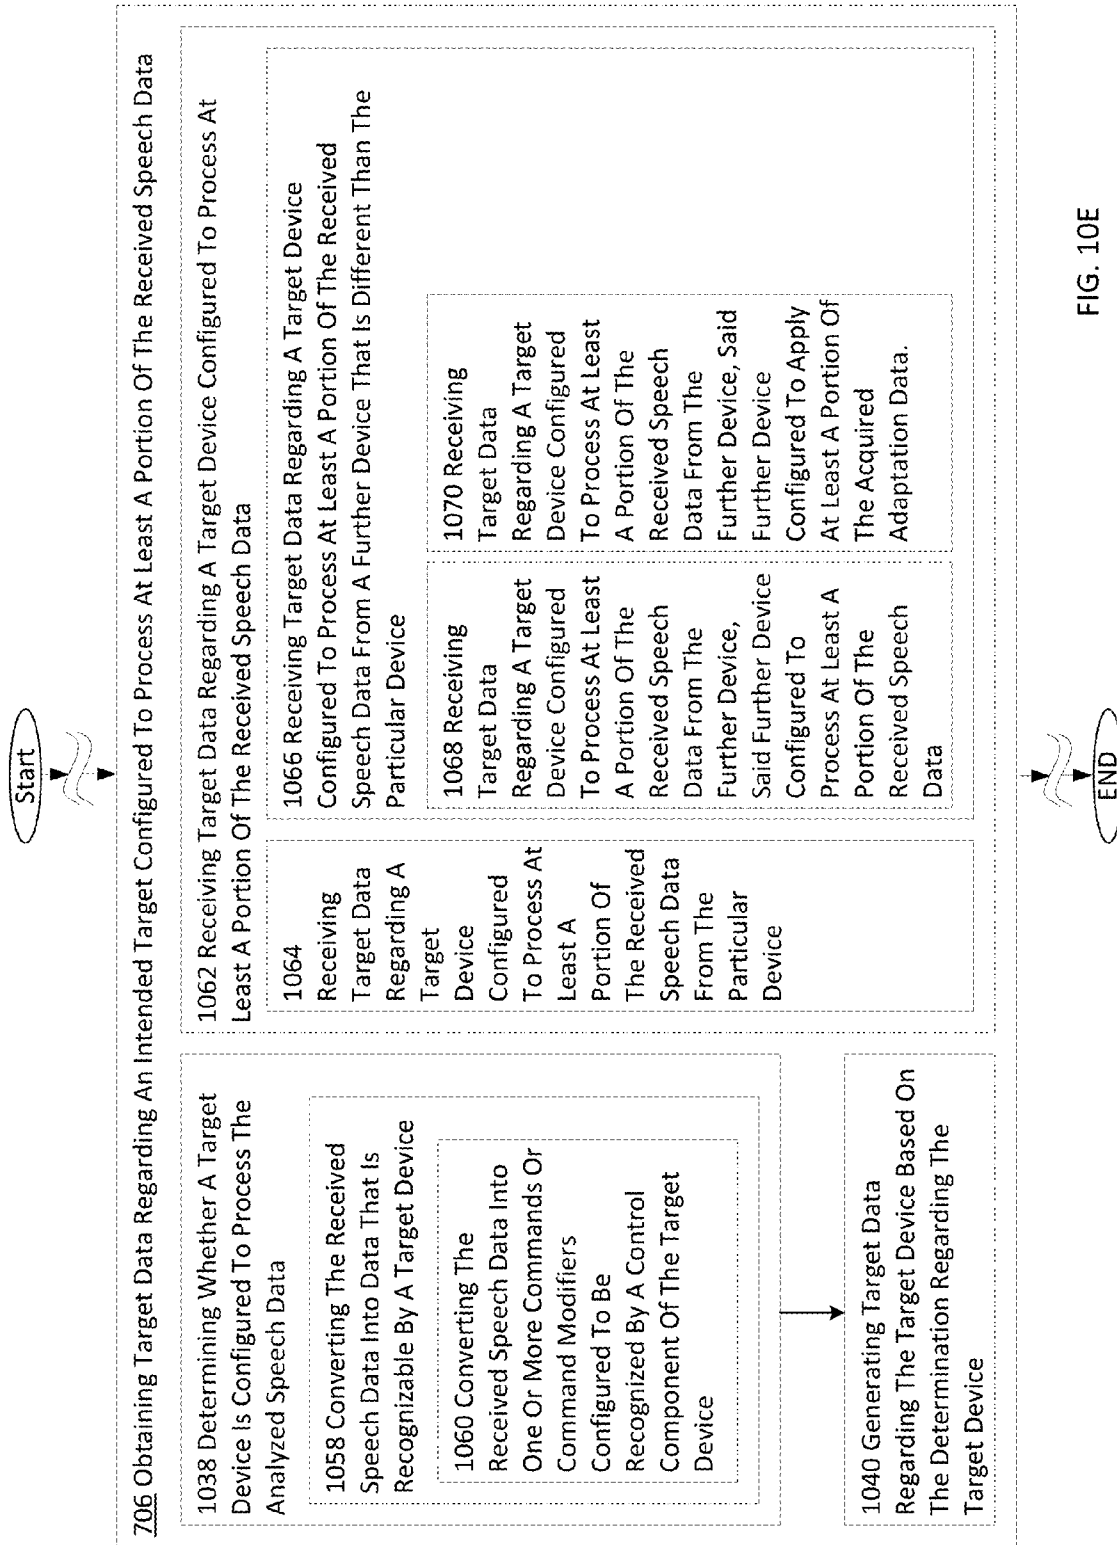 Start
706 Obtaining Target Data Regarding An Intended Target Configured To Process At Least A Portion Of The Received Speech Data
1038 Determining Whether A Target
Device Is Configured To Process The
Analyzed Speech Data
1058 Converting The Received
Speech Data Into Data That Is
Recognizable By A Target Device
1060 Converting The
Received Speech Data Into
One Or More Commands Or
Command Modifiers
Configured To Be
Recognized By A Control
Component Of The Target
Device
1040 Generating Target Data
Regarding The Target Device Based On
The Determination Regarding The
Target Device
1062 Receiving Target Data Regarding A Target Device Configured To Process At
Least A Portion Of The Received Speech Data
1064
Receiving
Target Data
Regarding A
Target
Device
Configured
To Process At
Least A
Portion Of
The Received
Speech Data
From The
Particular
Device
1066 Receiving Target Data Regarding A Target Device
Configured To Process At Least A Portion Of The Received
Speech Data From A Further Device That Is Different Than The
Particular Device
1068 Receiving
Target Data
Regarding A Target
Device Configured
To Process At Least
A Portion Of The
Received Speech
Data From The
Further Device,
Said Further Device
Configured To
Process At Least A
Portion Of The
Received Speech
Data
1070 Receiving
Target Data
Regarding A Target
Device Configured
To Process At Least
A Portion Of The
Received Speech
Data From The
Further Device, Said
Further Device
Configured To Apply
At Least A Portion Of
The Acquired
Adaptation Data.
END
FIG. 10E